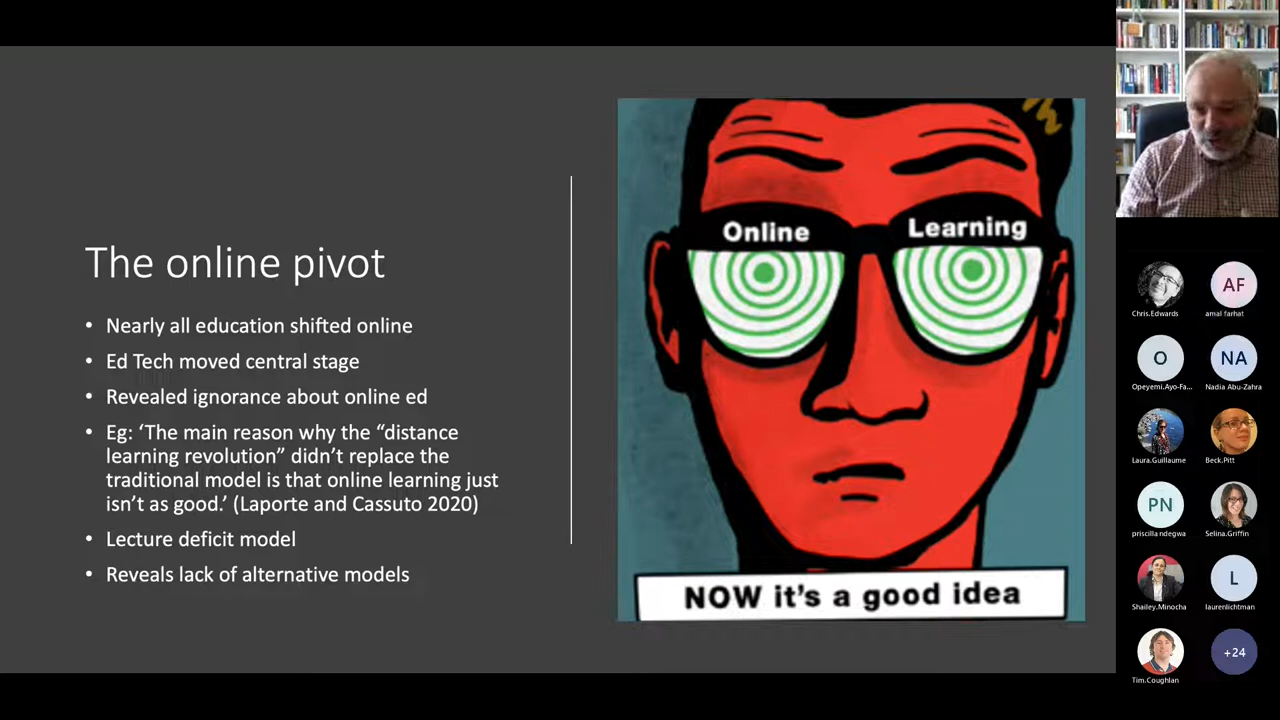 The online pivot
• Nearly all education shifted online
• Ed Tech moved central stage
• Revealed ignorance about online ed
• Eg: ‘The main reason why the “distance
learning revolution” didn’t replace the
traditional model is that online learning just
isn’t as good.’ (Laporte and Cassuto 2020)
• Lecture deficit model
• Reveals lack of alternative models
Online Learning
NOW it's a good idea
Chris.Edwards
AF
amal farhat
O
Opeyemi.Ayo-Fa...
NA
Nadia Abu-Zahra
Laura.Guillaume
Beck.Pitt
PN
priscilla ndegwa
Selina.Griffin
Shailey.Minocha
L
laurenlichtman
Tim.Coughlan
+24